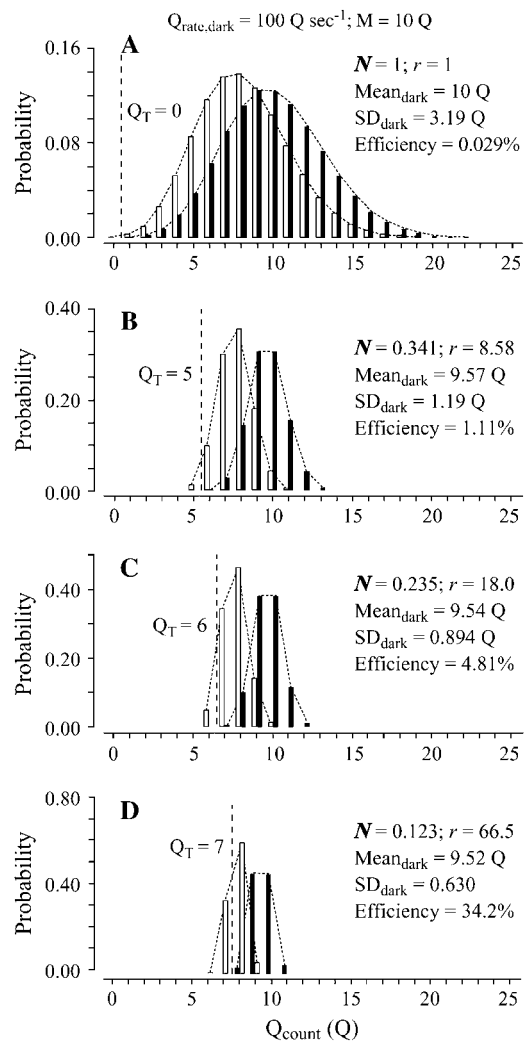 Q_rate,dark = 100 Q sec⁻¹; M = 10 Q
A
N = 1; r = 1
Mean_dark = 10 Q
SD_dark = 3.19 Q
Efficiency = 0.029%
Q_T = 0
Probability
0.16
0.08
0.00
0 5 10 15 20 25
B
N = 0.341; r = 8.58
Mean_dark = 9.57 Q
SD_dark = 1.19 Q
Efficiency = 1.11%
Q_T = 5
Probability
0.40
0.20
0.00
0 5 10 15 20 25
C
N = 0.235; r = 18.0
Mean_dark = 9.54 Q
SD_dark = 0.894 Q
Efficiency = 4.81%
Q_T = 6
Probability
0.40
0.20
0.00
0 5 10 15 20 25
D
N = 0.123; r = 66.5
Mean_dark = 9.52 Q
SD_dark = 0.630
Efficiency = 34.2%
Q_T = 7
Probability
0.80
0.40
0.00
0 5 10 15 20 25
Q_count (Q)